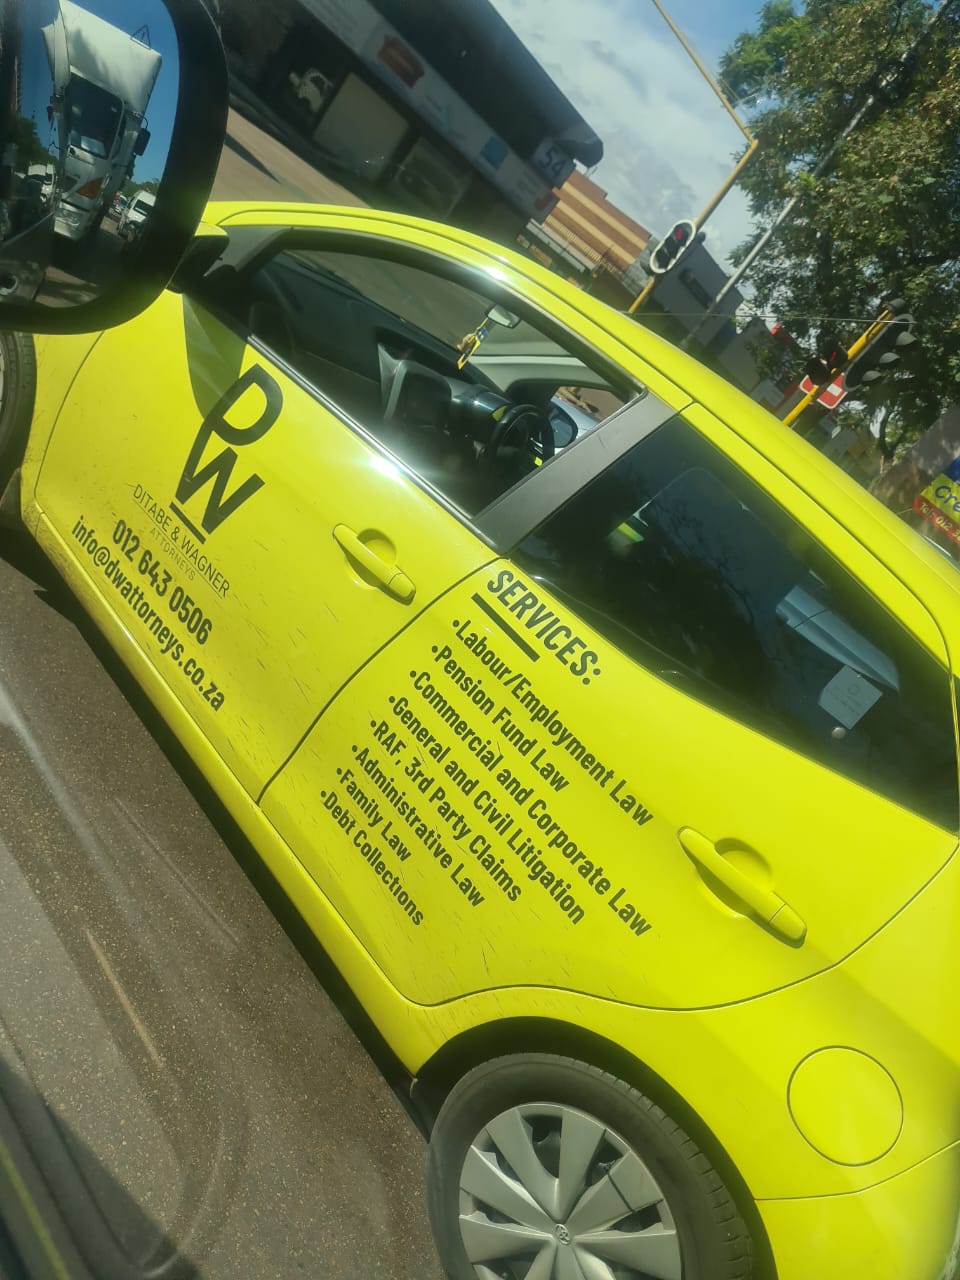 DW
DITABE & WAGNER
ATTORNEYS
012 643 0506
info@dwattorneys.co.za
SERVICES:
•Labour/Employment Law
•Pension Fund Law
•Commercial and Corporate Law
•General and Civil Litigation
•RAF, 3rd Party Claims
•Administrative Law
•Family Law
•Debt Collections
54